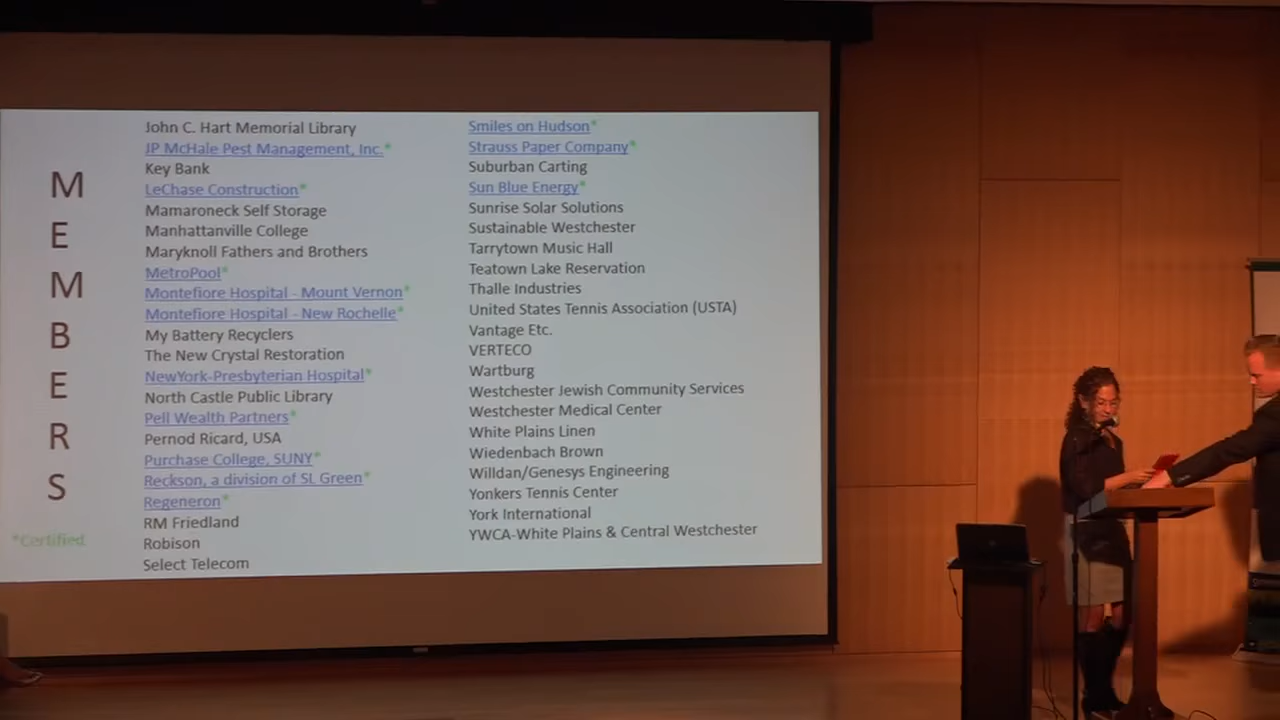 MEMBERS
*Certified
John C. Hart Memorial Library
JP McHale Pest Management, Inc.*
Key Bank
LeChase Construction*
Mamaroneck Self Storage
Manhattanville College
Maryknoll Fathers and Brothers
MetroPool*
Montefiore Hospital - Mount Vernon*
Montefiore Hospital - New Rochelle*
My Battery Recyclers
The New Crystal Restoration
NewYork-Presbyterian Hospital*
North Castle Public Library
Pell Wealth Partners*
Pernod Ricard, USA
Purchase College, SUNY*
Reckson, a division of SL Green*
Regeneron*
RM Friedland
Robison
Select Telecom
Smiles on Hudson*
Strauss Paper Company*
Suburban Carting
Sun Blue Energy*
Sunrise Solar Solutions
Sustainable Westchester
Tarrytown Music Hall
Teatown Lake Reservation
Thalle Industries
United States Tennis Association (USTA)
Vantage Etc.
VERTECO
Wartburg
Westchester Jewish Community Services
Westchester Medical Center
White Plains Linen
Wiedenbach Brown
Willdan/Genesys Engineering
Yonkers Tennis Center
York International
YWCA-White Plains & Central Westchester